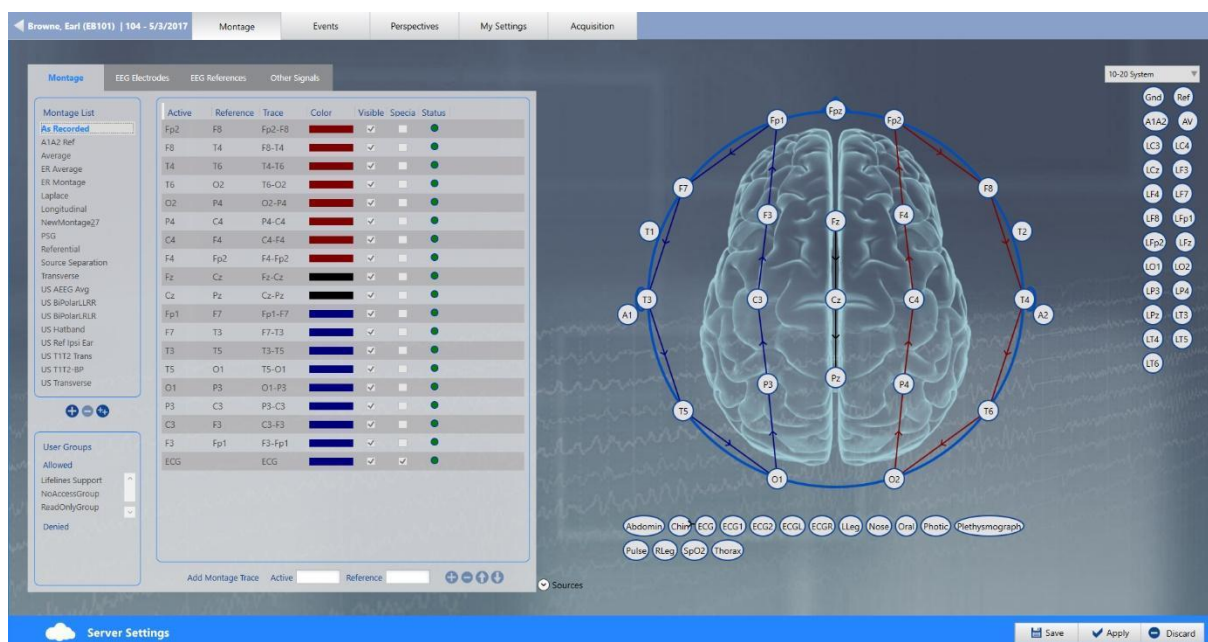 Browne, Earl (EB101) | 104 - 5/3/2017 Montage Events Perspectives My Settings Acquisition
Montage EEG Electrodes EEG References Other Signals
10-20 System
Montage List
As Recorded
A1A2 Ref
Average
ER Average
ER Montage
Laplace
Longitudinal
NewMontage27
PSG
Referential
Source Separation
Transverse
US AEEG Avg
US BiPolarLLRR
US BiPolarLRLR
US Hatband
US Ref Ipsi Ear
US T1T2 Trans
US T1T2-BP
US Transverse
User Groups
Allowed
Lifelines Support
NoAccessGroup
ReadOnlyGroup
Denied
Active Reference Trace Color Visible Specia Status
Fp2 F8 Fp2-F8
F8 T4 F8-T4
T4 T6 T4-T6
T6 O2 T6-O2
O2 P4 O2-P4
P4 C4 P4-C4
C4 F4 C4-F4
F4 Fp2 F4-Fp2
Fz Cz Fz-Cz
Cz Pz Cz-Pz
Fp1 F7 Fp1-F7
F7 T3 F7-T3
T3 T5 T3-T5
T5 O1 T5-O1
O1 P3 O1-P3
P3 C3 P3-C3
C3 F3 C3-F3
F3 Fp1 F3-Fp1
ECG ECG
Add Montage Trace Active Reference
Sources
Fpz
Fp1 Fp2
F7 F8
F3 Fz F4
T1 T2
A1 T3 C3 Cz C4 T4 A2
P3 Pz P4
T5 T6
O1 O2
Abdomin Chin ECG ECG1 ECG2 ECGL ECGR LLeg Nose Oral Photic Plethysmograph
Pulse RLeg SpO2 Thorax
Gnd Ref
A1A2 AV
LC3 LC4
LCz LF3
LF4 LF7
LF8 LFp1
LFp2 LFz
LO1 LO2
LP3 LP4
LPz LT3
LT4 LT5
LT6
Server Settings Save Apply Discard